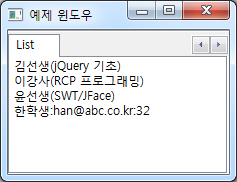 예제 윈도우
List
김선생(jQuery 기초)
이강사(RCP 프로그래밍)
윤선생(SWT/JFace)
한학생:han@abc.co.kr:32